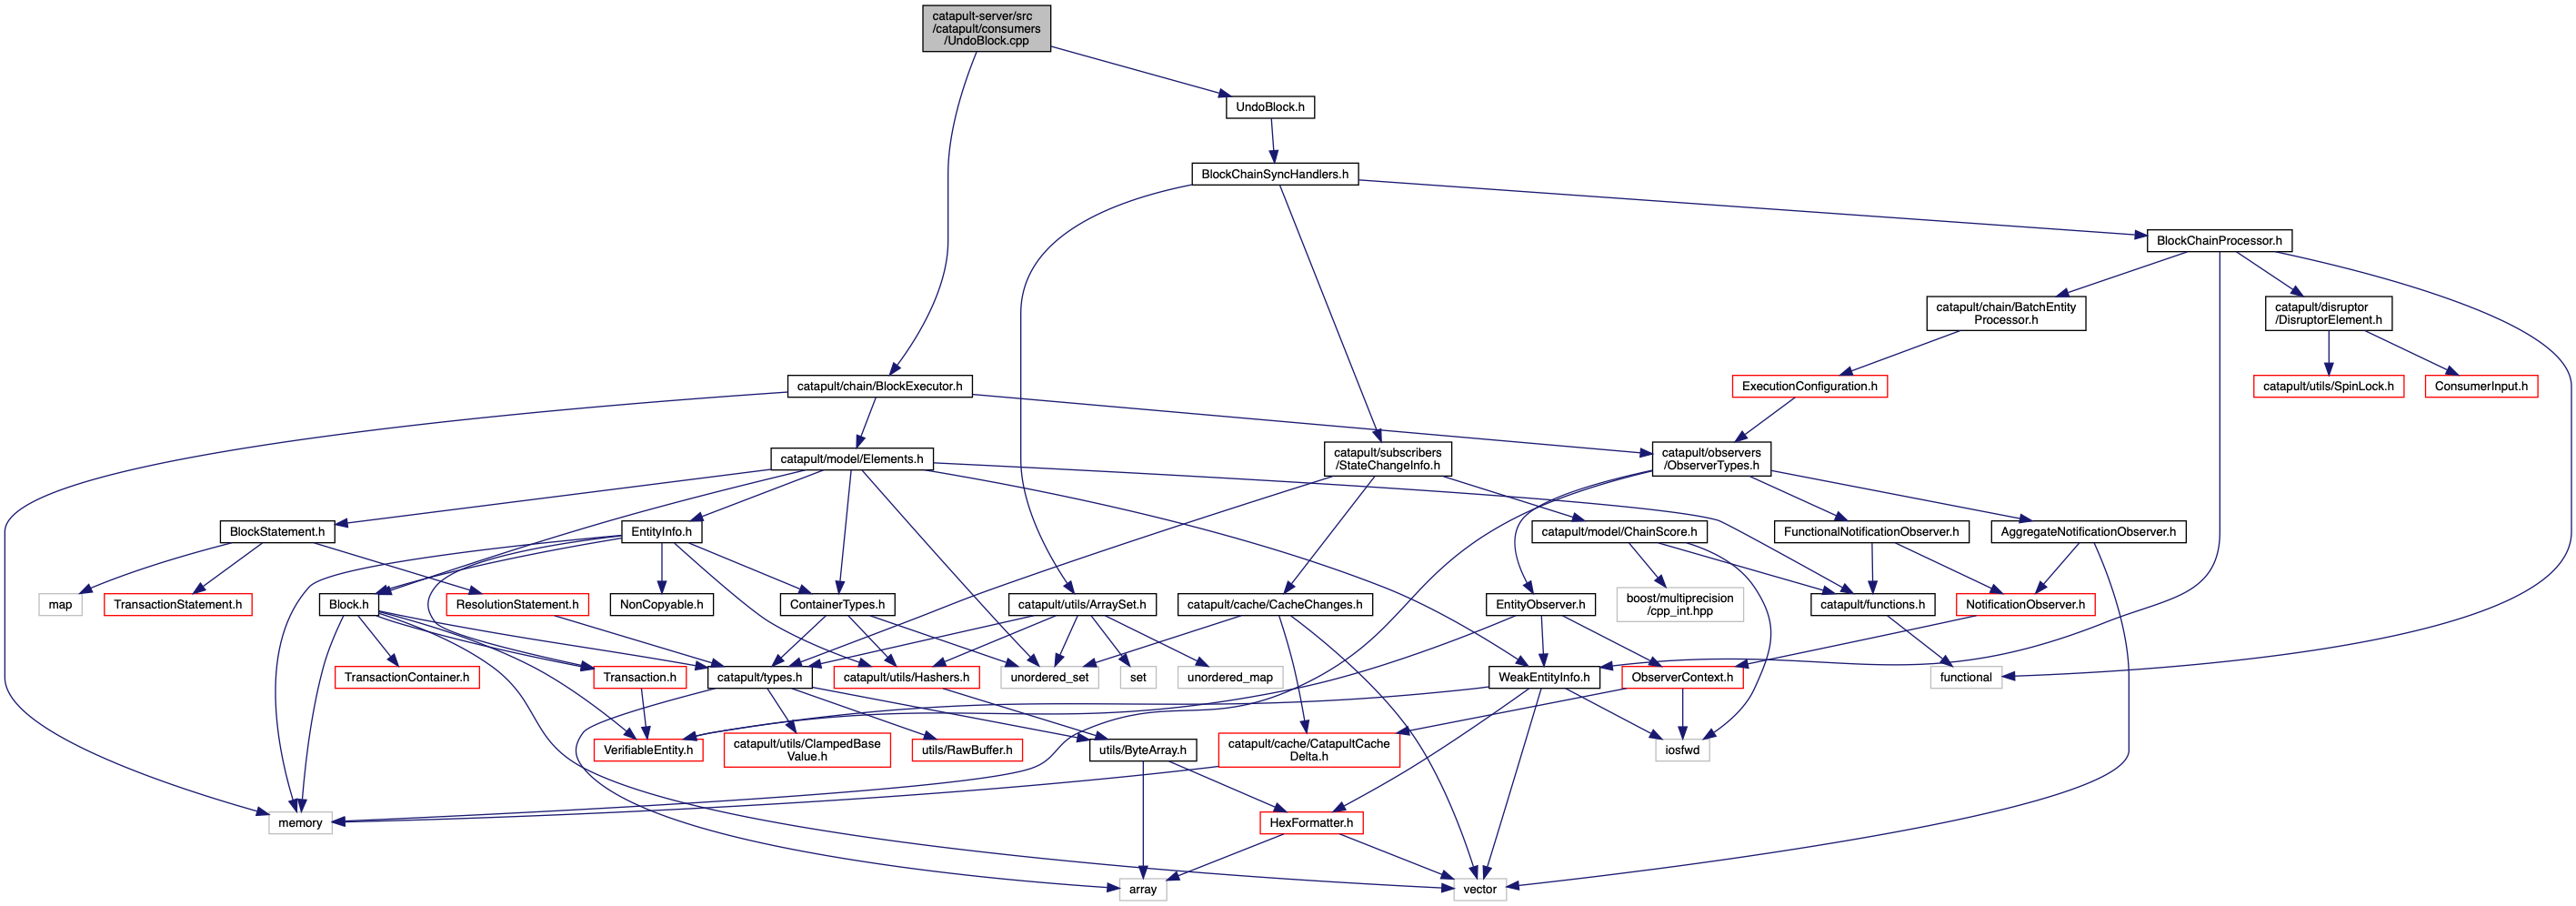 catapult-server/src
/catapult/consumers
/UndoBlock.cpp
UndoBlock.h
BlockChainSyncHandlers.h
BlockChainProcessor.h
catapult/chain/BatchEntity
Processor.h
catapult/disruptor
/DisruptorElement.h
catapult/chain/BlockExecutor.h
ExecutionConfiguration.h
catapult/utils/SpinLock.h
ConsumerInput.h
catapult/model/Elements.h
catapult/subscribers
/StateChangeInfo.h
catapult/observers
/ObserverTypes.h
BlockStatement.h
EntityInfo.h
catapult/model/ChainScore.h
FunctionalNotificationObserver.h
AggregateNotificationObserver.h
map
TransactionStatement.h
Block.h
ResolutionStatement.h
NonCopyable.h
ContainerTypes.h
catapult/utils/ArraySet.h
catapult/cache/CacheChanges.h
EntityObserver.h
boost/multiprecision
/cpp_int.hpp
catapult/functions.h
NotificationObserver.h
TransactionContainer.h
Transaction.h
catapult/types.h
catapult/utils/Hashers.h
unordered_set
set
unordered_map
WeakEntityInfo.h
ObserverContext.h
functional
VerifiableEntity.h
catapult/utils/ClampedBase
Value.h
utils/RawBuffer.h
utils/ByteArray.h
catapult/cache/CatapultCache
Delta.h
iosfwd
memory
HexFormatter.h
array
vector